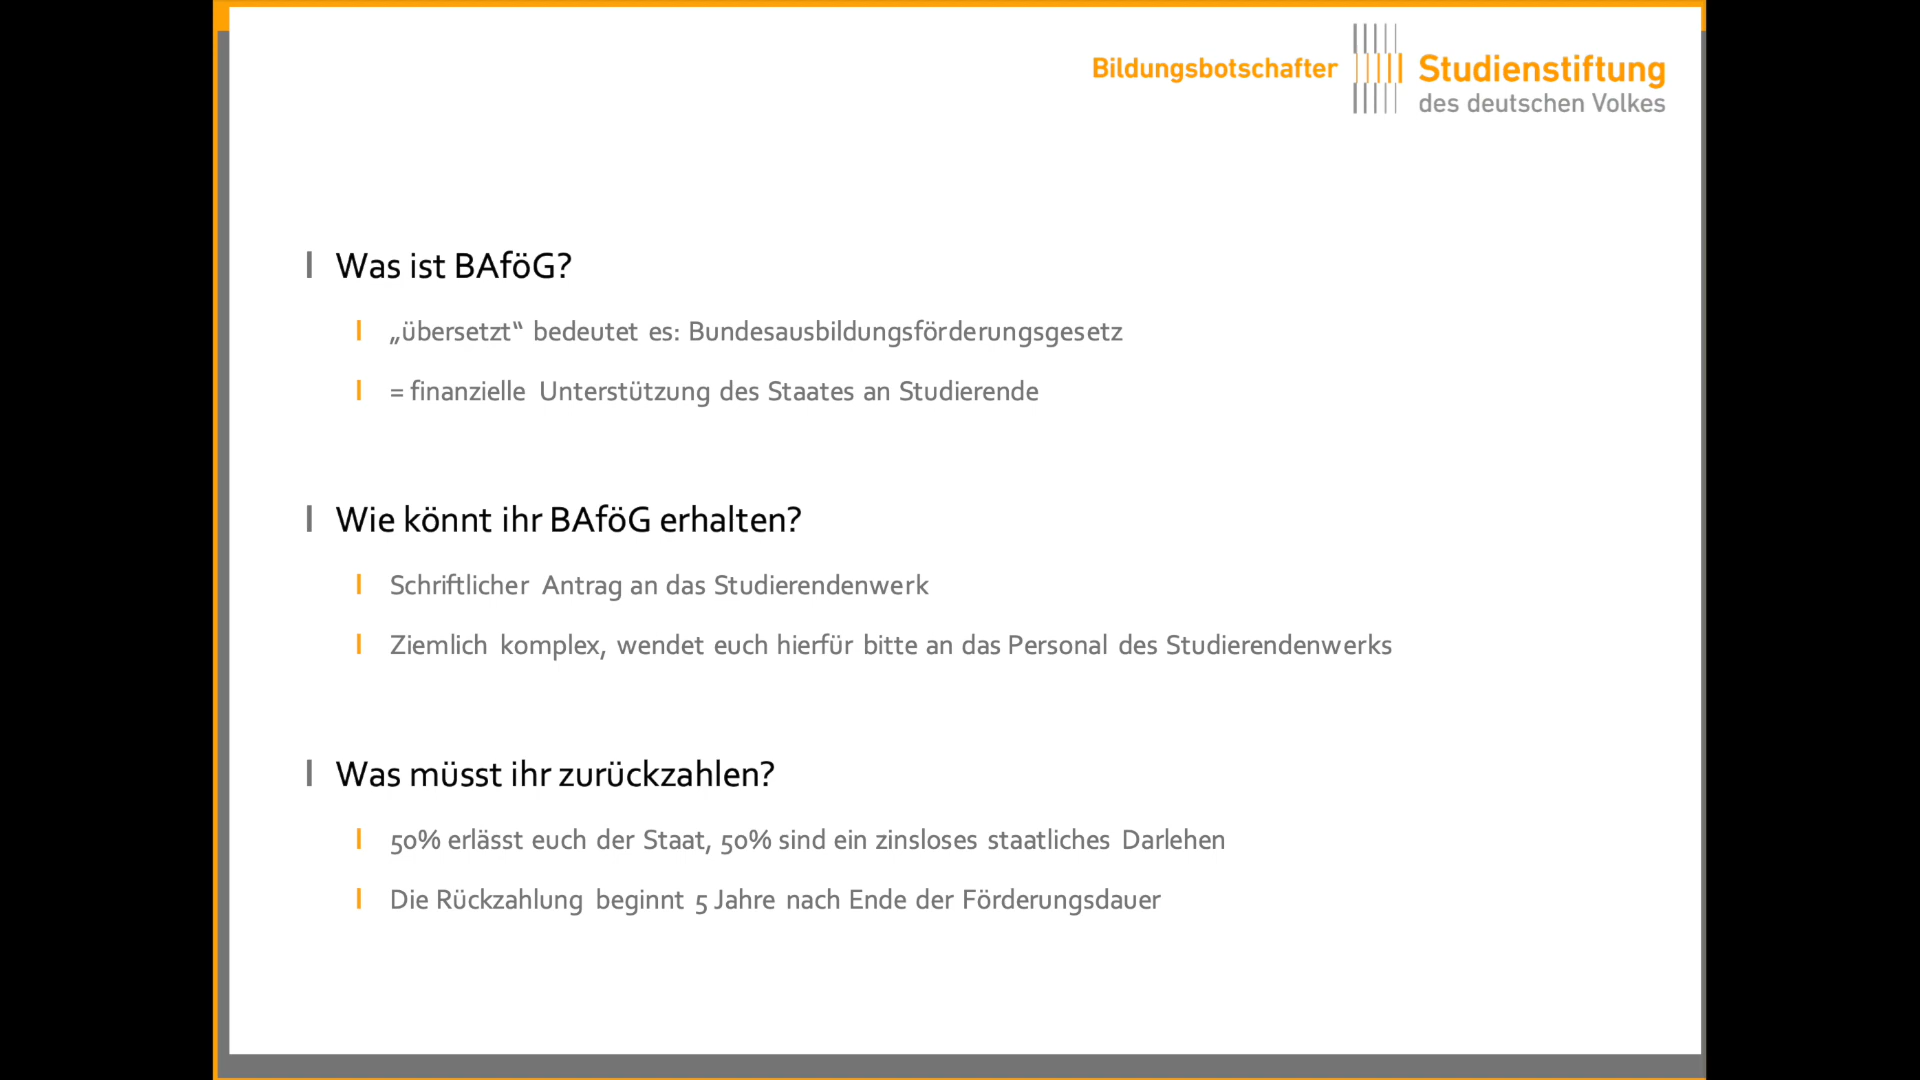 Bildungsbotschafter
Studienstiftung
des deutschen Volkes
Was ist BAföG?
„übersetzt“ bedeutet es: Bundesausbildungsförderungsgesetz
= finanzielle Unterstützung des Staates an Studierende
Wie könnt ihr BAföG erhalten?
Schriftlicher Antrag an das Studierendenwerk
Ziemlich komplex, wendet euch hierfür bitte an das Personal des Studierendenwerks
Was müsst ihr zurückzahlen?
50% erlässt euch der Staat, 50% sind ein zinsloses staatliches Darlehen
Die Rückzahlung beginnt 5 Jahre nach Ende der Förderungsdauer